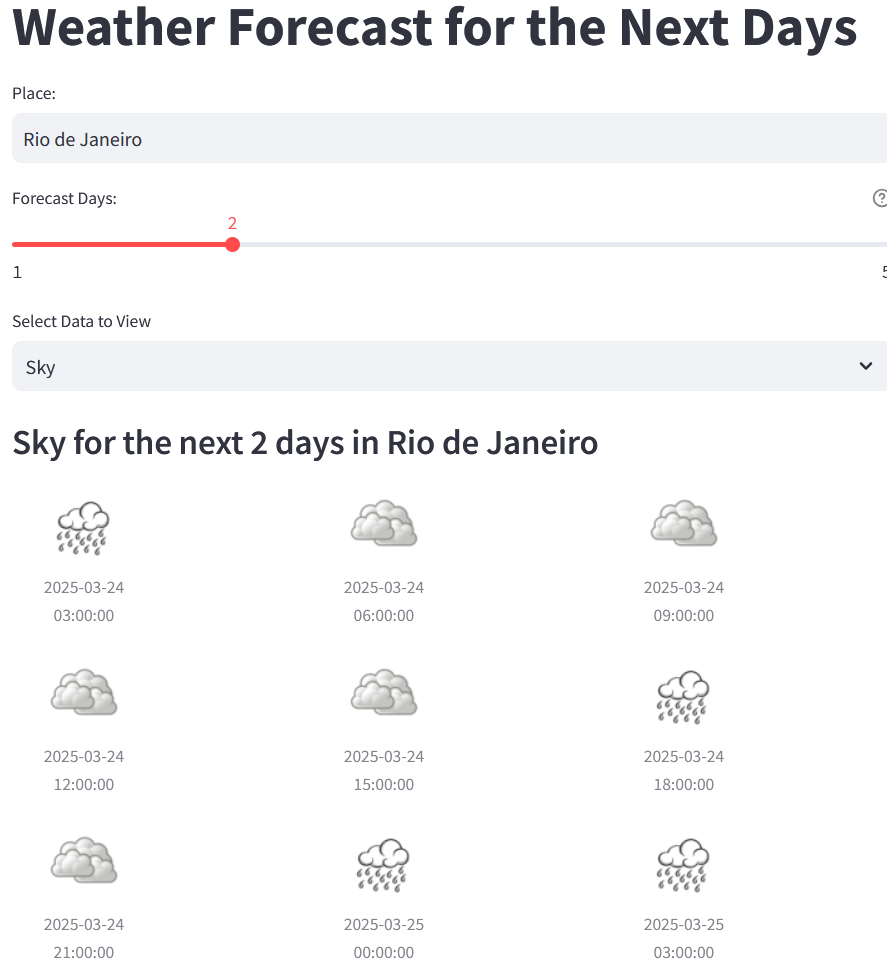 Weather Forecast for the Next Days
Place:
Rio de Janeiro
Forecast Days:
2
1
5
Select Data to View
Sky
Sky for the next 2 days in Rio de Janeiro
2025-03-24 2025-03-24 2025-03-24
03:00:00 06:00:00 09:00:00
2025-03-24 2025-03-24 2025-03-24
12:00:00 15:00:00 18:00:00
2025-03-24 2025-03-25 2025-03-25
21:00:00 00:00:00 03:00:00